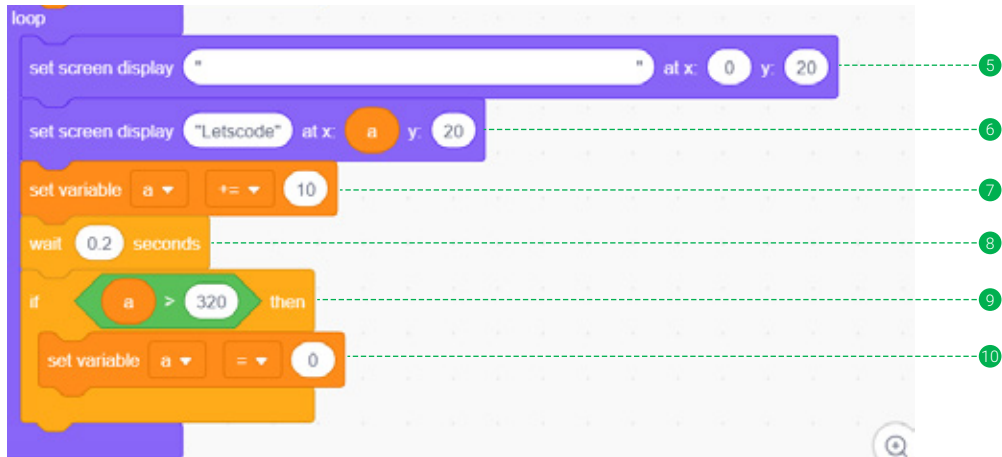 loop
set screen display " " at x: 0 y: 20 5
set screen display "Letscode" at x: a y: 20 6
set variable a += 10 7
wait 0.2 seconds 8
if a > 320 then 9
set variable a = 0 10